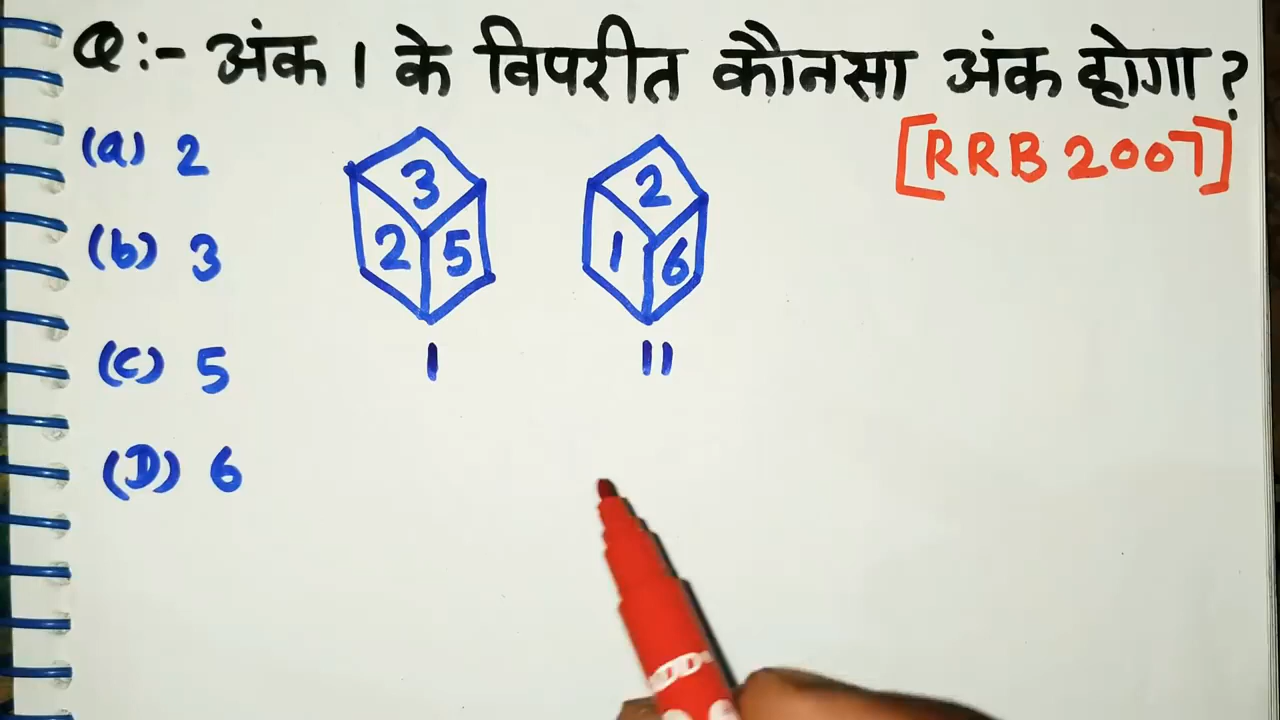 Q:- अंक 1 के विपरीत कौनसा अंक होगा?
[RRB 2007]
(a) 2
(b) 3
(c) 5
(D) 6
3
2 5
I
2
1 6
II